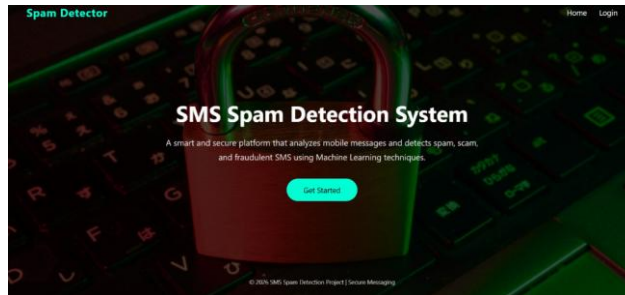 Spam Detector
Home Login
SMS Spam Detection System
A smart and secure platform that analyzes mobile messages and detects spam, scam,
and fraudulent SMS using Machine Learning techniques.
Get Started
© 2026 SMS Spam Detection Project | Secure Messaging